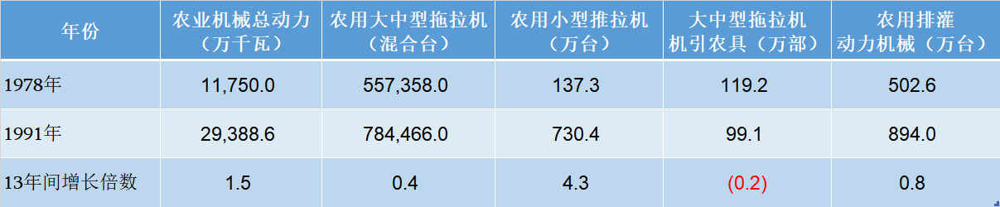 年份
农业机械总动力
（万千瓦）
农用大中型拖拉机
（混合台）
农用小型推拉机
（万台）
大中型拖拉机
机引农具（万部）
农用排灌
动力机械（万台）
1978年
11,750.0
557,358.0
137.3
119.2
502.6
1991年
29,388.6
784,466.0
730.4
99.1
894.0
13年间增长倍数
1.5
0.4
4.3
(0.2)
0.8